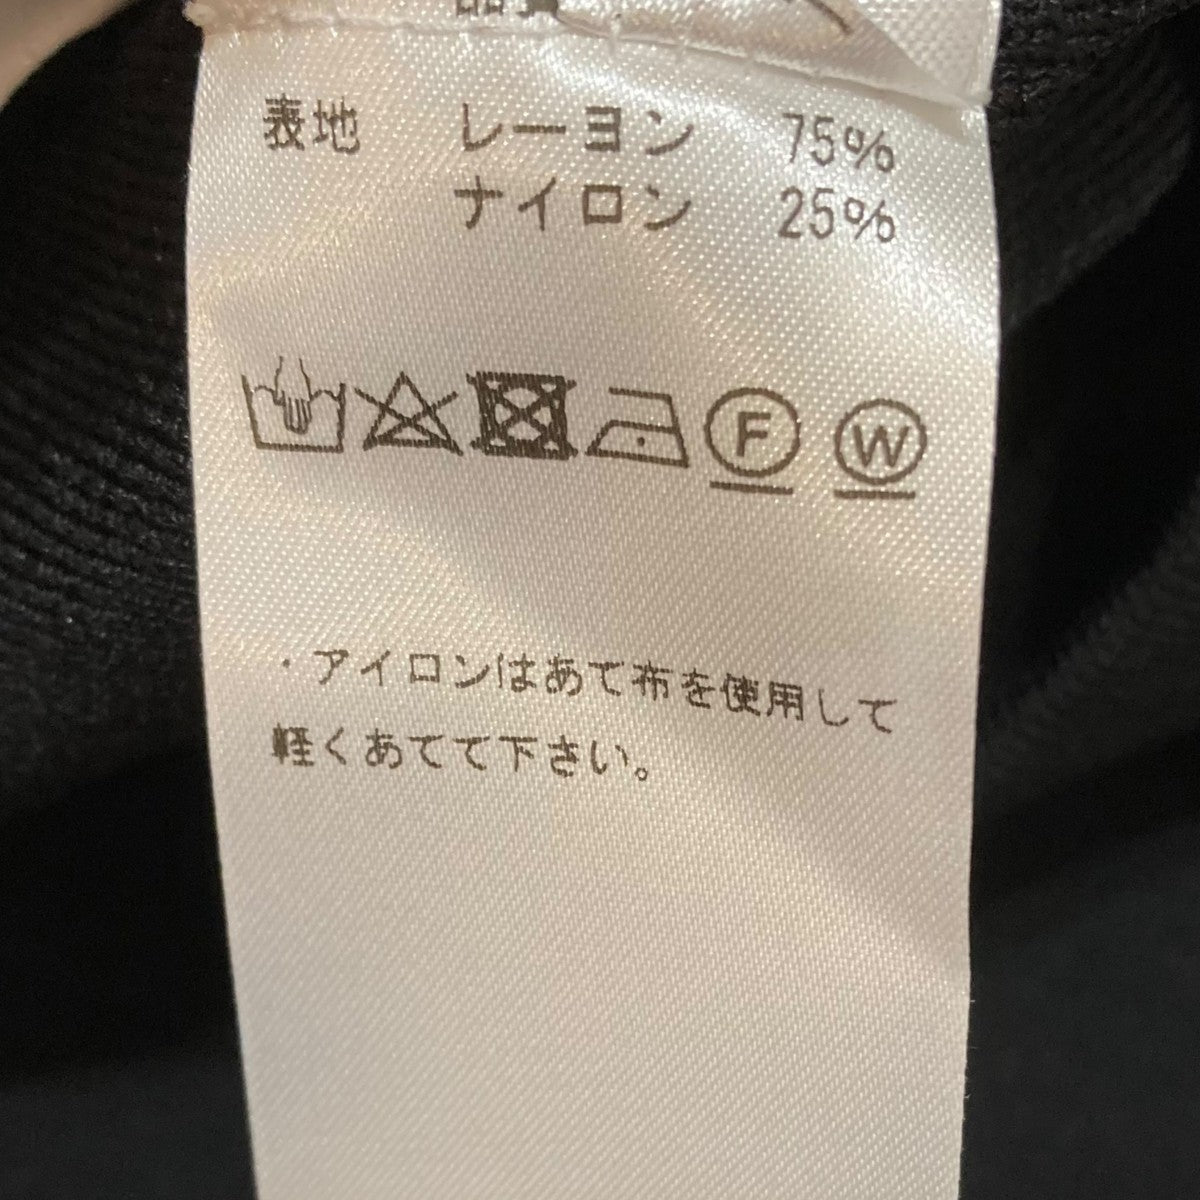 表地 レーヨン 75%
ナイロン 25%
F W
・アイロンはあて布を使用して
軽くあてて下さい。